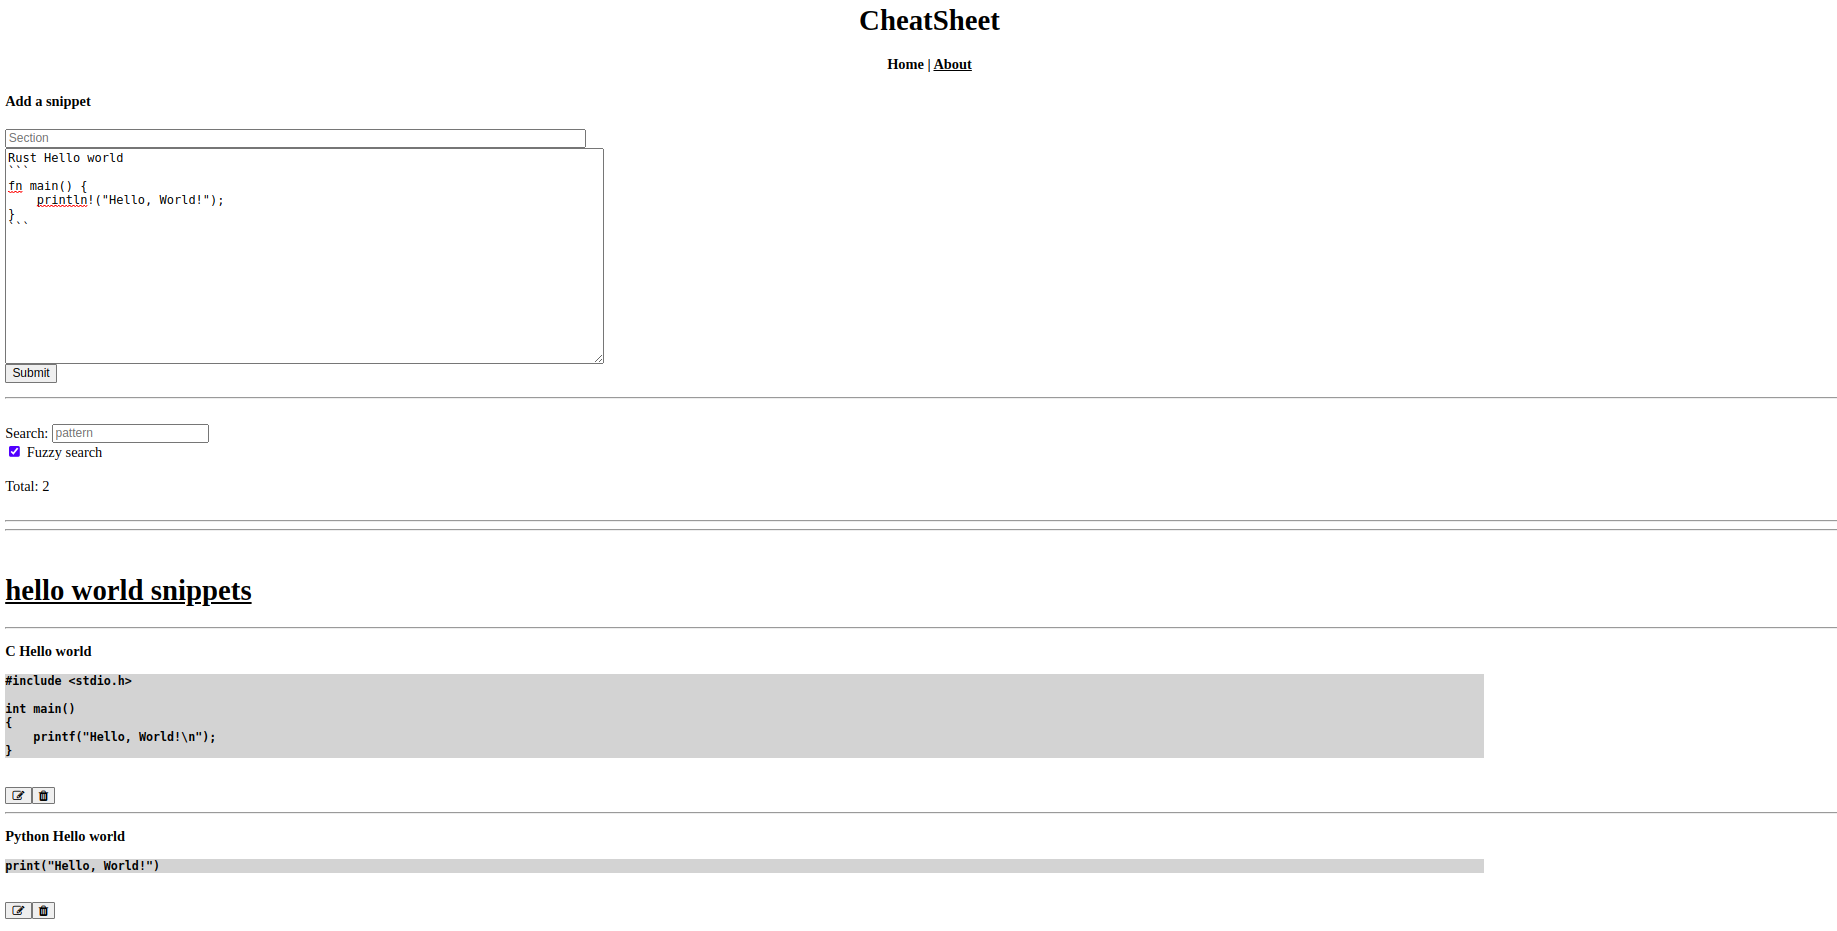 CheatSheet
Home | About
Add a snippet
Section
Rust Hello world
```
fn main() {
    println!("Hello, World!");
}
```
Submit
Search: pattern
Fuzzy search
Total: 2
hello world snippets
C Hello world
#include <stdio.h>
int main()
{
    printf("Hello, World!\n");
}
Python Hello world
print("Hello, World!")